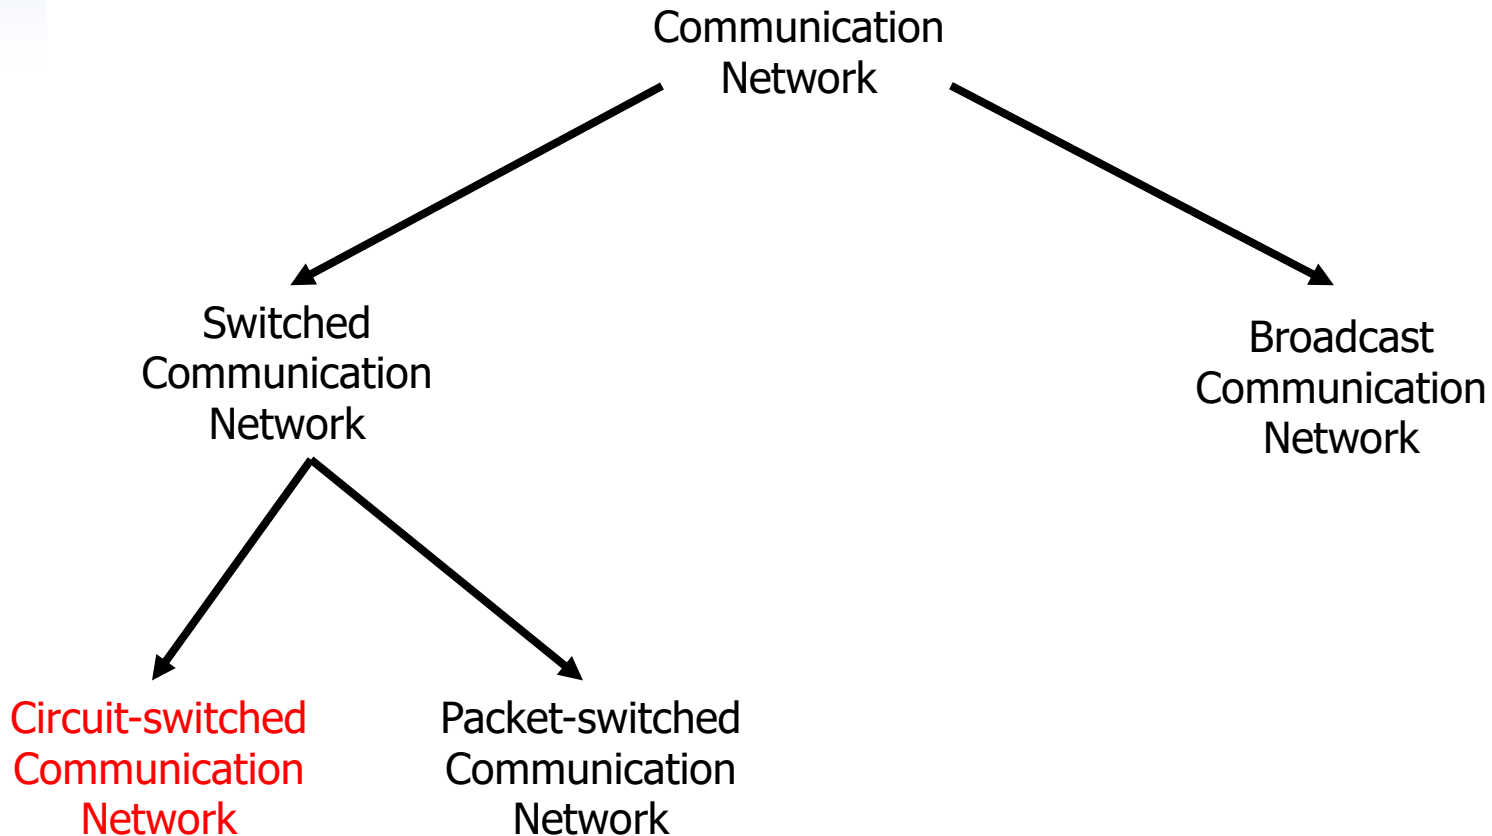 Communication
Network
Switched
Communication
Network
Broadcast
Communication
Network
Circuit-switched
Communication
Network
Packet-switched
Communication
Network